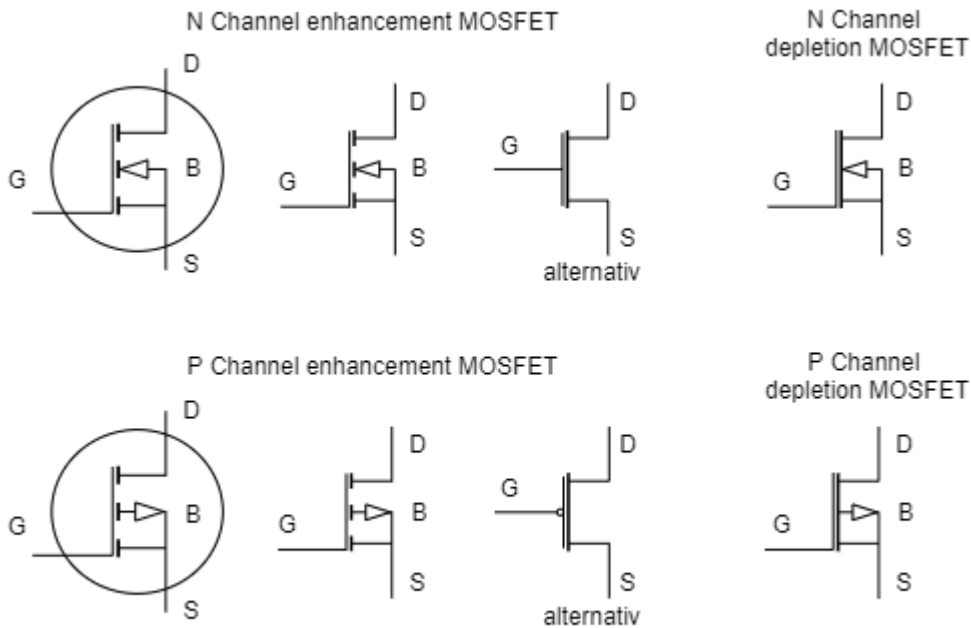 N Channel enhancement MOSFET
N Channel
depletion MOSFET
D
G
B
S
D
G
B
S
D
G
S
alternativ
D
G
B
S
P Channel enhancement MOSFET
P Channel
depletion MOSFET
D
G
B
S
D
G
B
S
D
G
S
alternativ
D
G
B
S